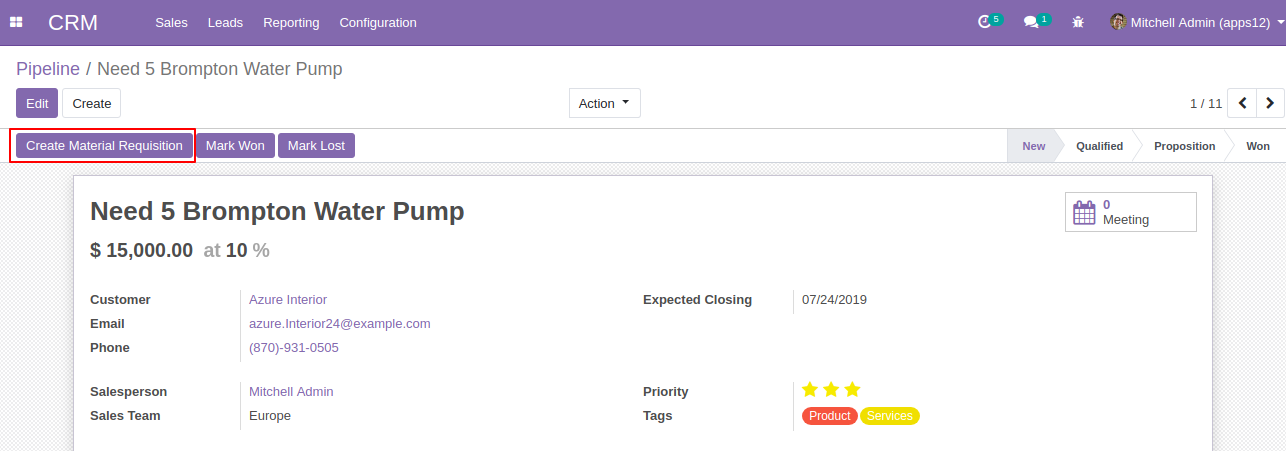 CRM Sales Leads Reporting Configuration 5 1 Mitchell Admin (apps12)
Pipeline / Need 5 Brompton Water Pump
Edit Create Action 1 / 11
Create Material Requisition Mark Won Mark Lost New Qualified Proposition Won
Need 5 Brompton Water Pump
0
Meeting
$ 15,000.00 at 10 %
Customer Azure Interior Expected Closing 07/24/2019
Email azure.Interior24@example.com
Phone (870)-931-0505
Salesperson Mitchell Admin Priority
Sales Team Europe Tags Product Services